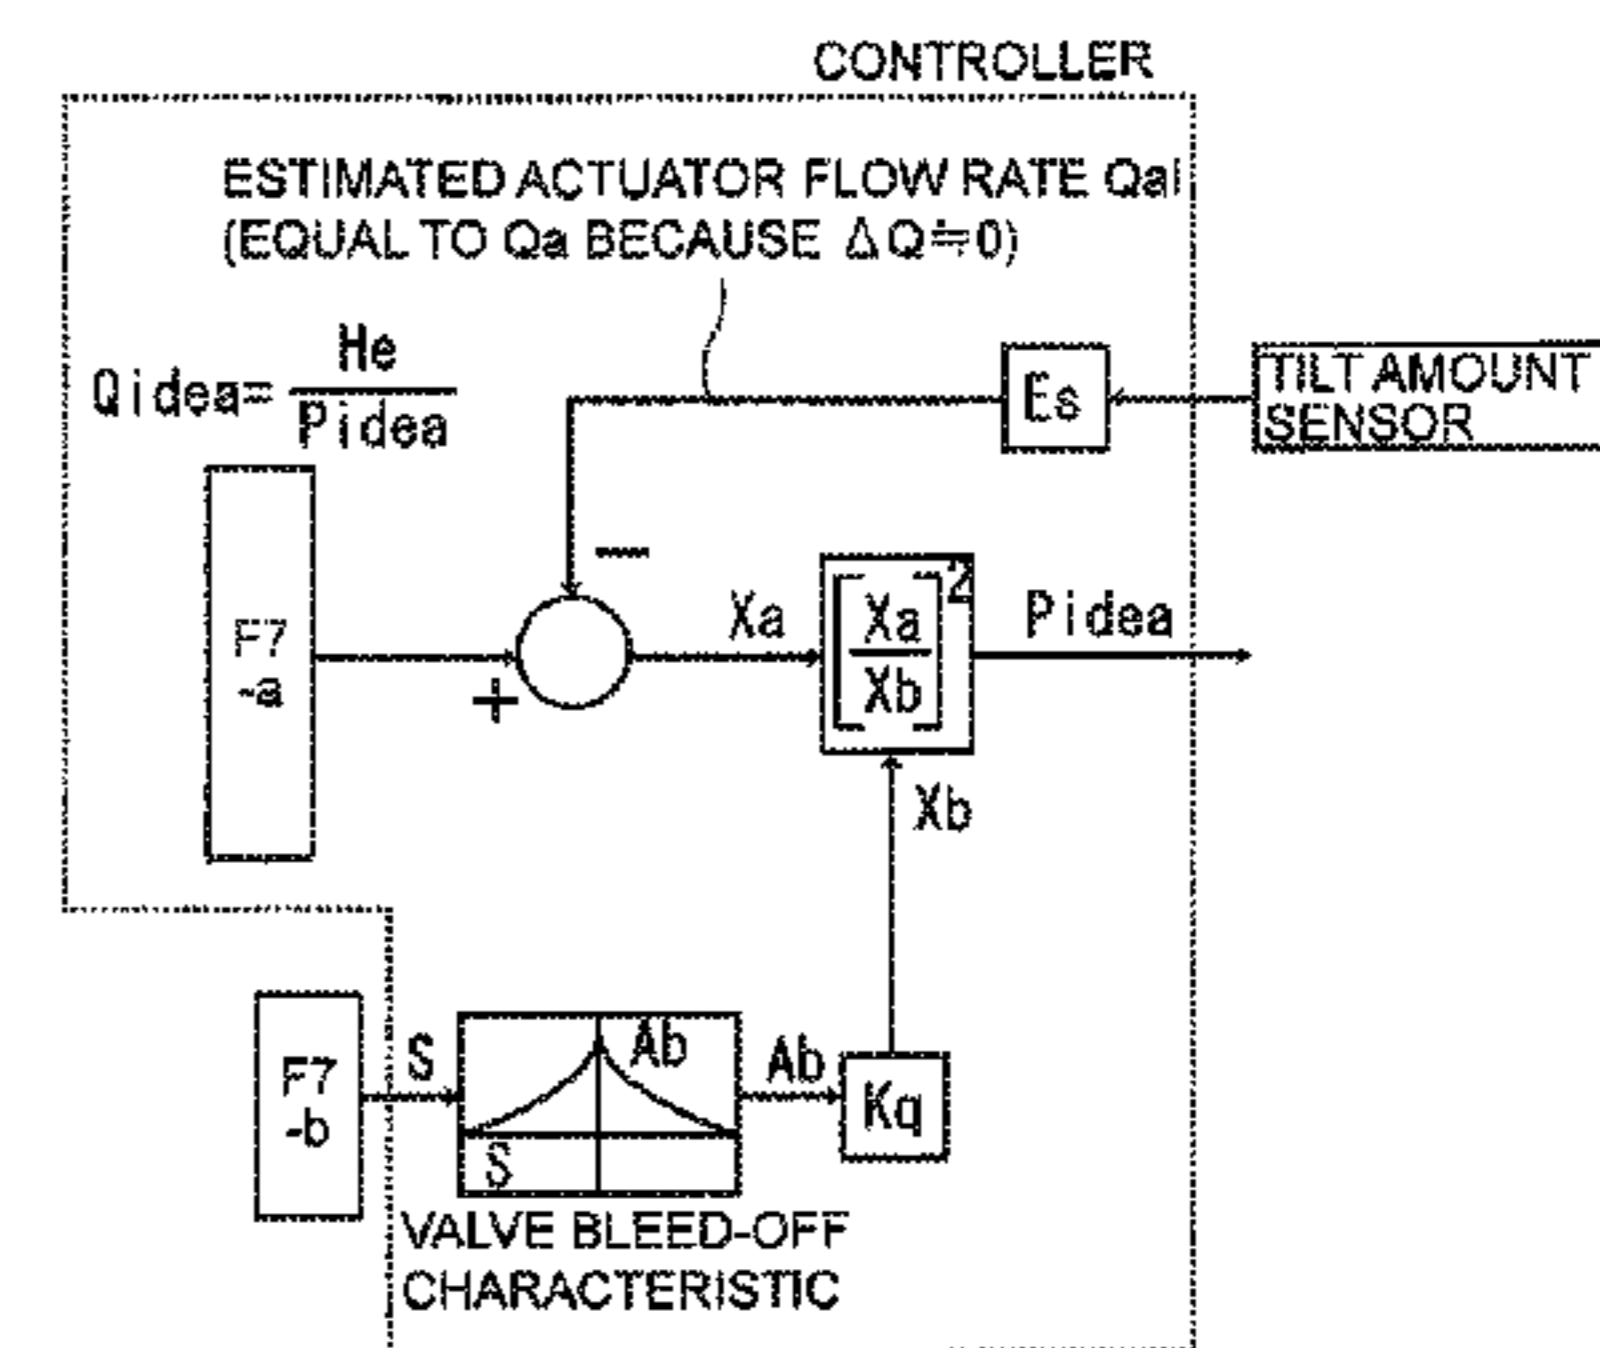 CONTROLLER
ESTIMATED ACTUATOR FLOW RATE Qal
(EQUAL TO Qa BECAUSE ΔQ≒0)
Qidea=
He
Pidea
Es
TILT AMOUNT
SENSOR
F7
-a
−
+
Xa
[Xa
Xb]2
Pidea
Xb
F7
-b
S
Ab
S
Ab
Kq
VALVE BLEED-OFF
CHARACTERISTIC